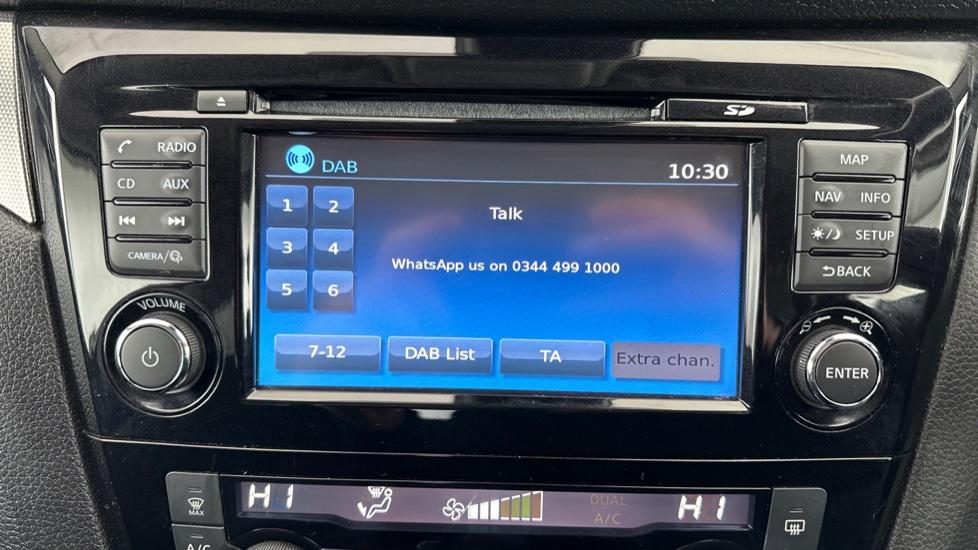 SD
RADIO
CD AUX
CAMERA/
VOLUME
DAB 10:30
1 2
3 4
5 6
Talk
WhatsApp us on 0344 499 1000
7-12 DAB List TA Extra chan.
MAP
NAV INFO
SETUP
BACK
ENTER
MAX
A/C
HI
DUAL
A/C
HI